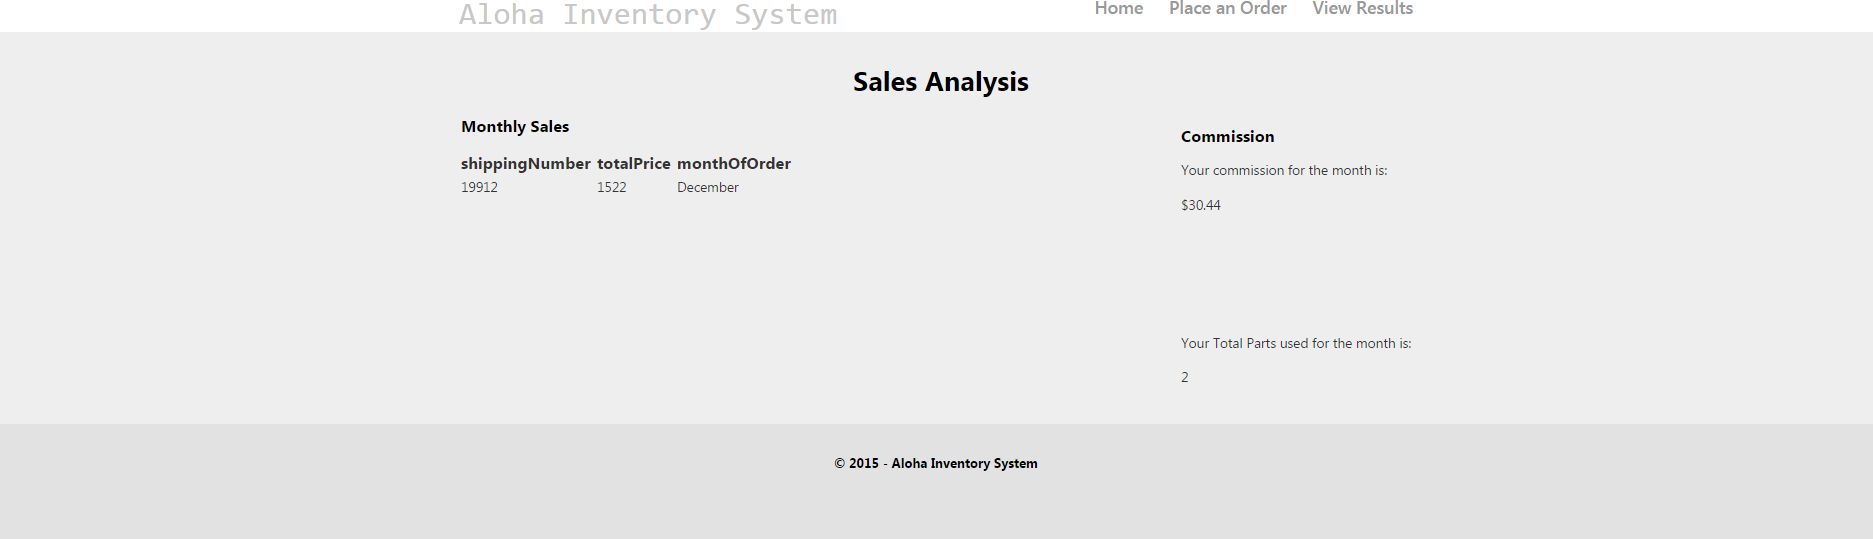 Aloha Inventory System
Home Place an Order View Results
Sales Analysis
Monthly Sales
shippingNumber totalPrice monthOfOrder
19912 1522 December
Commission
Your commission for the month is:
$30.44
Your Total Parts used for the month is:
2
© 2015 - Aloha Inventory System